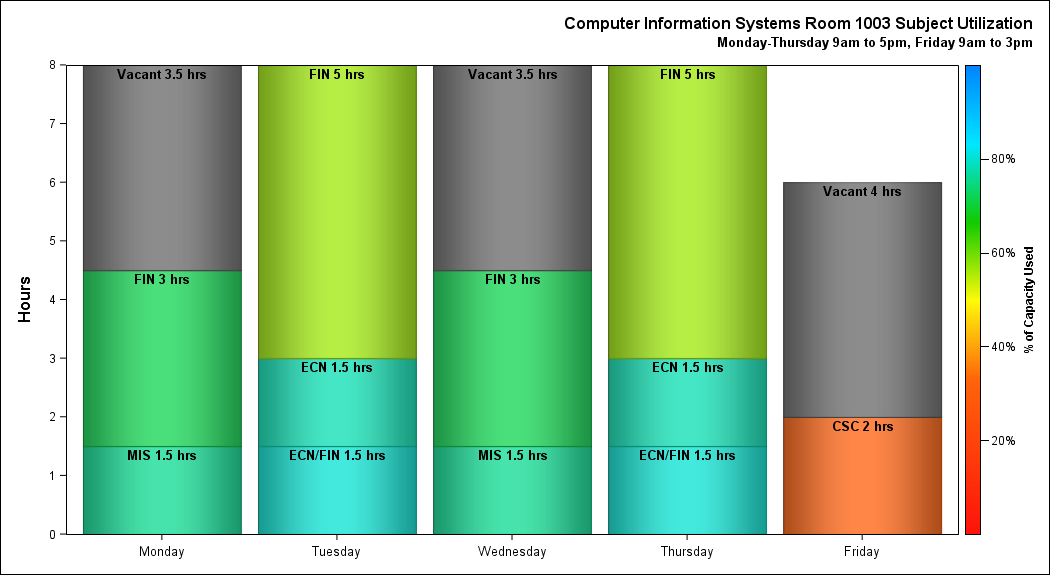 Computer Information Systems Room 1003 Subject Utilization
Monday-Thursday 9am to 5pm, Friday 9am to 3pm
Hours
8
7
6
5
4
3
2
1
0
Vacant 3.5 hrs
FIN 3 hrs
MIS 1.5 hrs
FIN 5 hrs
ECN 1.5 hrs
ECN/FIN 1.5 hrs
Vacant 3.5 hrs
FIN 3 hrs
MIS 1.5 hrs
FIN 5 hrs
ECN 1.5 hrs
ECN/FIN 1.5 hrs
Vacant 4 hrs
CSC 2 hrs
Monday
Tuesday
Wednesday
Thursday
Friday
80%
60%
40%
20%
% of Capacity Used